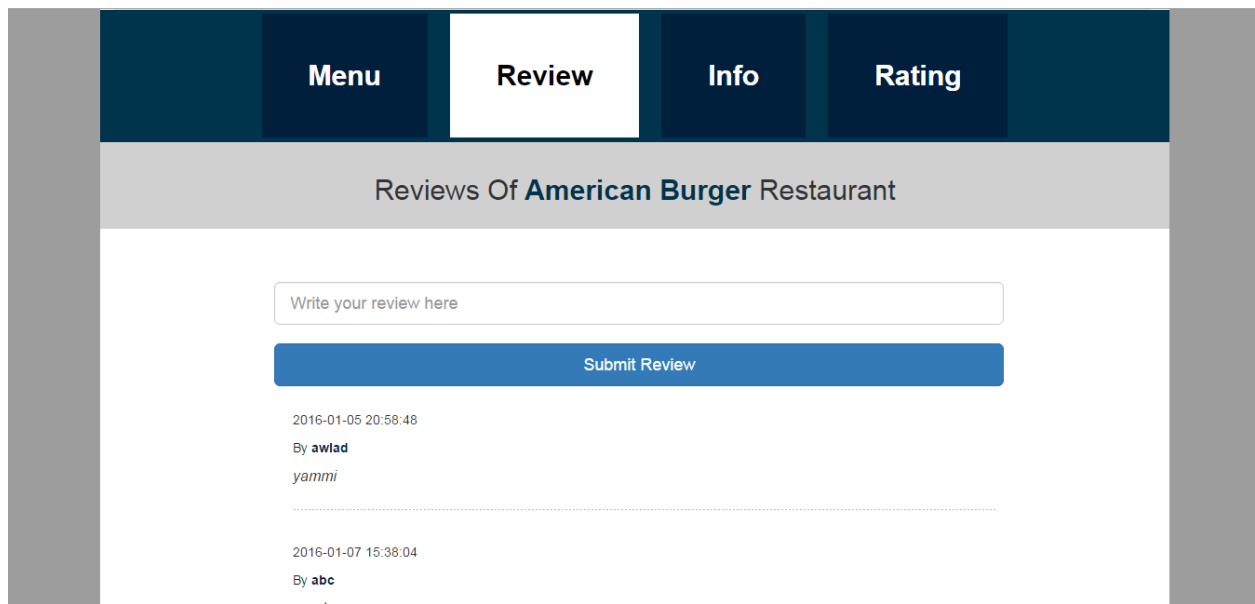 Menu Review Info Rating
Reviews Of American Burger Restaurant
Write your review here
Submit Review
2016-01-05 20:58:48
By awlad
yammi
2016-01-07 15:38:04
By abc